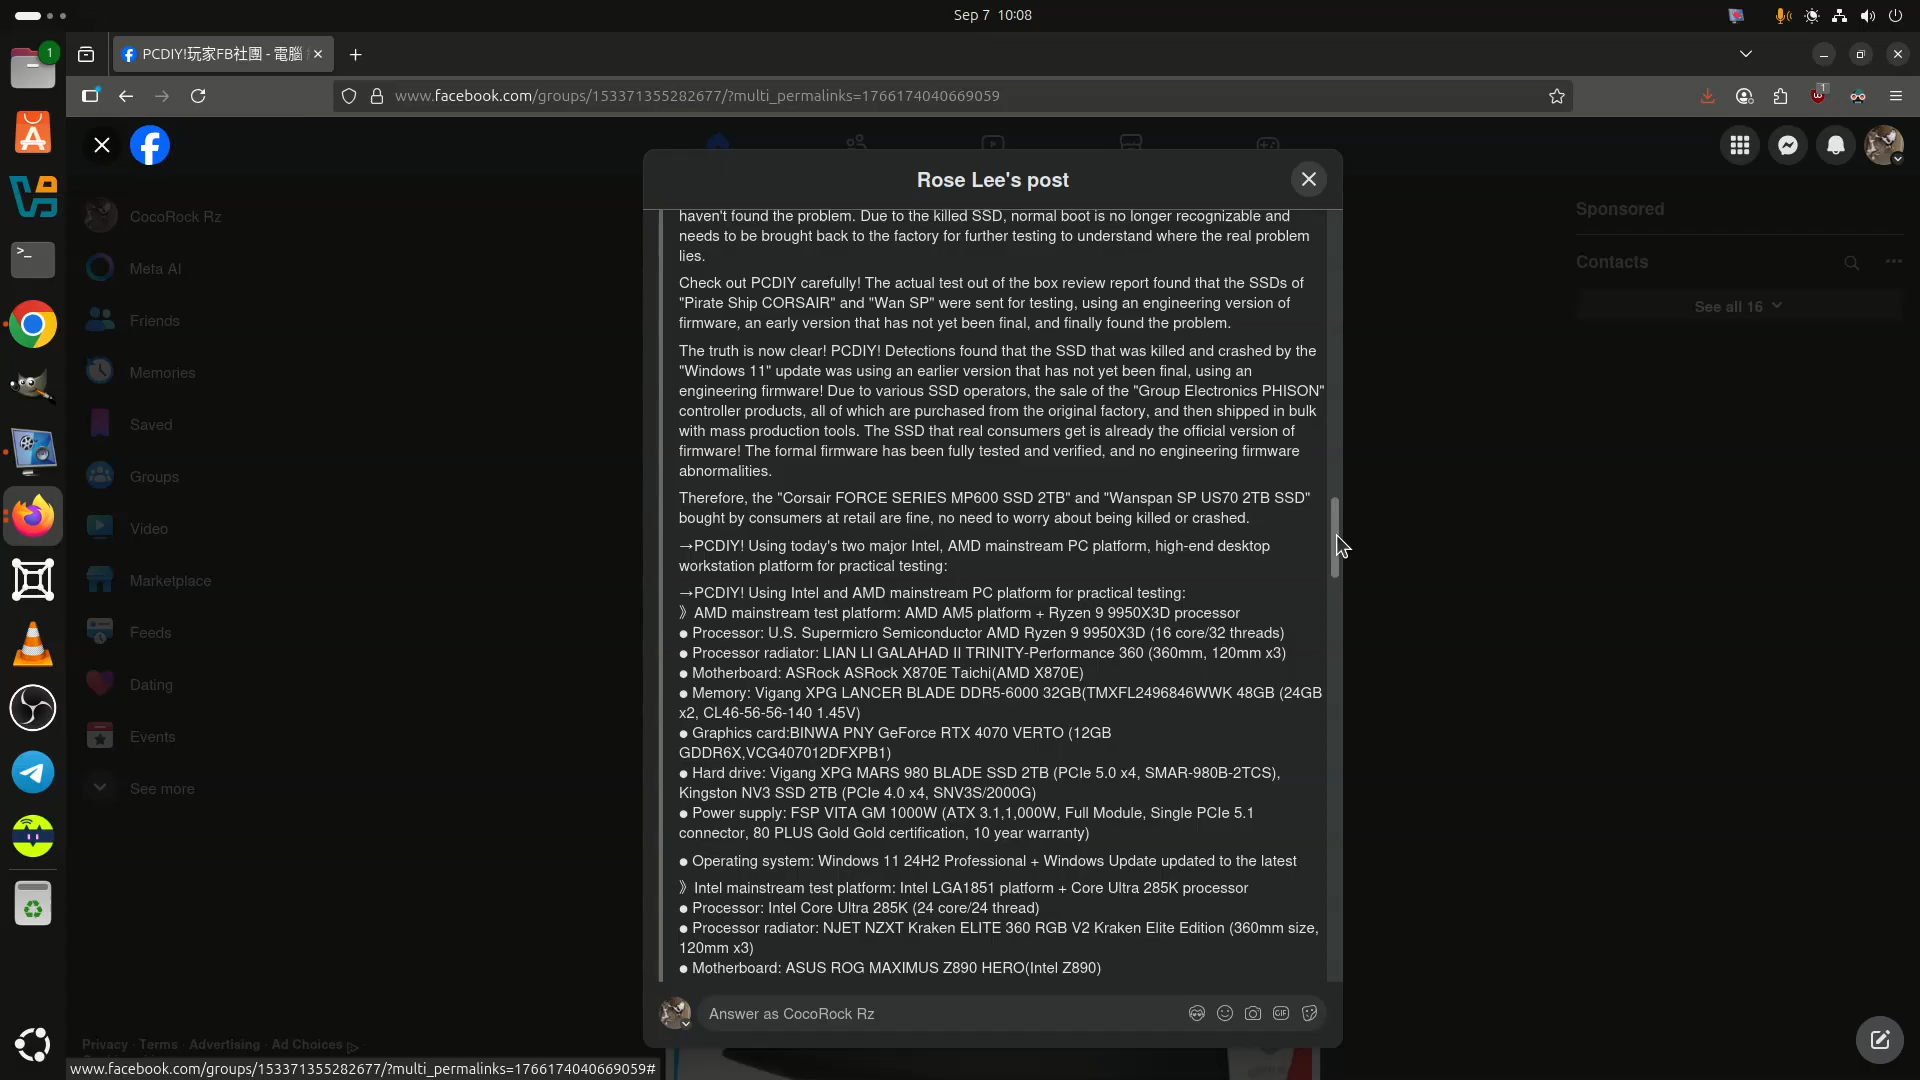 Sep 7 10:08
1
PCDIY!玩家FB社團 - 電腦
www.facebook.com/groups/153371355282677/?multi_permalinks=1766174040669059
1
CocoRock Rz
Meta AI
Friends
Memories
Saved
Groups
Video
Marketplace
Feeds
Dating
Events
See more
Privacy · Terms · Advertising · Ad Choices
Rose Lee's post
haven't found the problem. Due to the killed SSD, normal boot is no longer recognizable and
needs to be brought back to the factory for further testing to understand where the real problem
lies.
Check out PCDIY carefully! The actual test out of the box review report found that the SSDs of
"Pirate Ship CORSAIR" and "Wan SP" were sent for testing, using an engineering version of
firmware, an early version that has not yet been final, and finally found the problem.
The truth is now clear! PCDIY! Detections found that the SSD that was killed and crashed by the
"Windows 11" update was using an earlier version that has not yet been final, using an
engineering firmware! Due to various SSD operators, the sale of the "Group Electronics PHISON"
controller products, all of which are purchased from the original factory, and then shipped in bulk
with mass production tools. The SSD that real consumers get is already the official version of
firmware! The formal firmware has been fully tested and verified, and no engineering firmware
abnormalities.
Therefore, the "Corsair FORCE SERIES MP600 SSD 2TB" and "Wanspan SP US70 2TB SSD"
bought by consumers at retail are fine, no need to worry about being killed or crashed.
→PCDIY! Using today's two major Intel, AMD mainstream PC platform, high-end desktop
workstation platform for practical testing:
→PCDIY! Using Intel and AMD mainstream PC platform for practical testing:
》AMD mainstream test platform: AMD AM5 platform + Ryzen 9 9950X3D processor
● Processor: U.S. Supermicro Semiconductor AMD Ryzen 9 9950X3D (16 core/32 threads)
● Processor radiator: LIAN LI GALAHAD II TRINITY-Performance 360 (360mm, 120mm x3)
● Motherboard: ASRock ASRock X870E Taichi(AMD X870E)
● Memory: Vigang XPG LANCER BLADE DDR5-6000 32GB(TMXFL2496846WWK 48GB (24GB
x2, CL46-56-56-140 1.45V)
● Graphics card:BINWA PNY GeForce RTX 4070 VERTO (12GB
GDDR6X,VCG407012DFXPB1)
● Hard drive: Vigang XPG MARS 980 BLADE SSD 2TB (PCIe 5.0 x4, SMAR-980B-2TCS),
Kingston NV3 SSD 2TB (PCIe 4.0 x4, SNV3S/2000G)
● Power supply: FSP VITA GM 1000W (ATX 3.1,1,000W, Full Module, Single PCIe 5.1
connector, 80 PLUS Gold Gold certification, 10 year warranty)
● Operating system: Windows 11 24H2 Professional + Windows Update updated to the latest
》Intel mainstream test platform: Intel LGA1851 platform + Core Ultra 285K processor
● Processor: Intel Core Ultra 285K (24 core/24 thread)
● Processor radiator: NJET NZXT Kraken ELITE 360 RGB V2 Kraken Elite Edition (360mm size,
120mm x3)
● Motherboard: ASUS ROG MAXIMUS Z890 HERO(Intel Z890)
Answer as CocoRock Rz
GIF
Sponsored
Contacts
See all 16
www.facebook.com/groups/153371355282677/?multi_permalinks=1766174040669059#